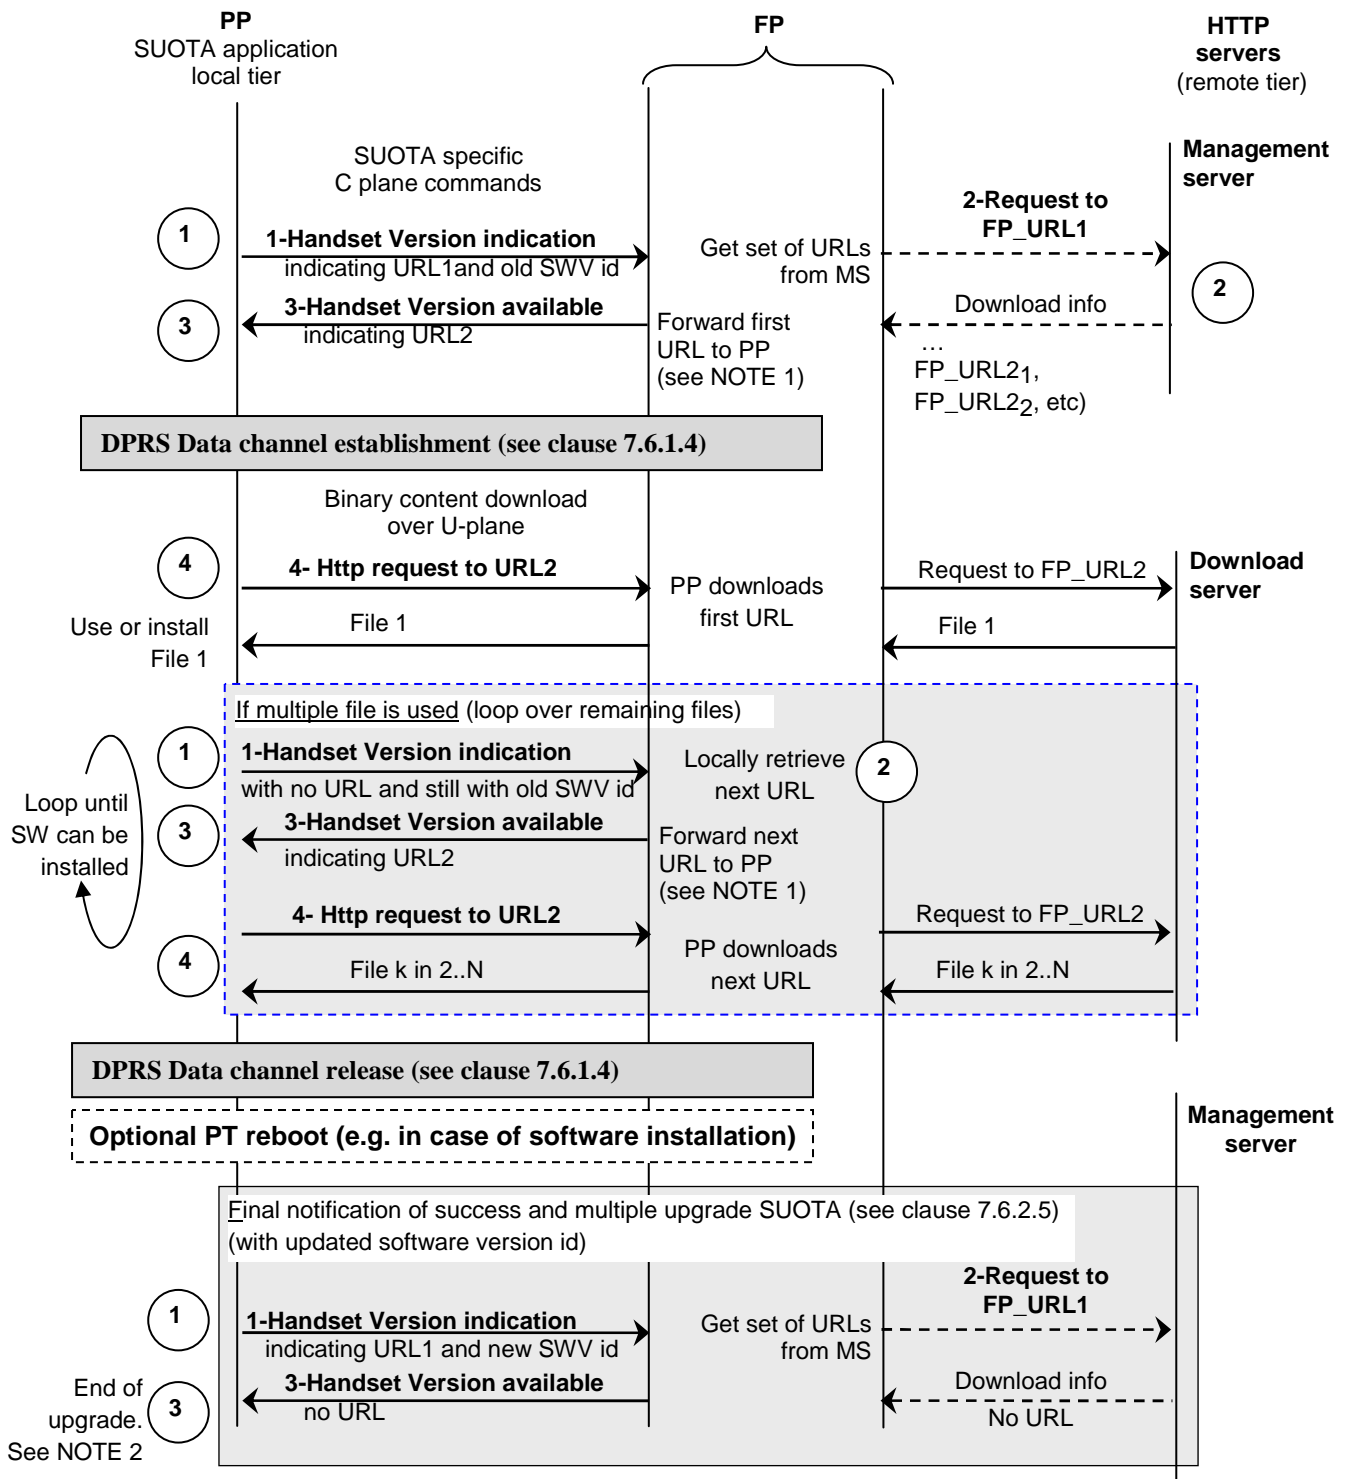 PP
SUOTA application
local tier
FP
HTTP
servers
(remote tier)
SUOTA specific
C plane commands
Management
server
1
1-Handset Version indication
indicating URL1and old SWV id
Get set of URLs
from MS
2-Request to
FP_URL1
2
3
3-Handset Version available
indicating URL2
Forward first
URL to PP
(see NOTE 1)
Download info
…
FP_URL2₁,
FP_URL2₂, etc)
DPRS Data channel establishment (see clause 7.6.1.4)
Binary content download
over U-plane
4
4- Http request to URL2
PP downloads
first URL
Request to FP_URL2
Download
server
Use or install
File 1
File 1
File 1
If multiple file is used (loop over remaining files)
Loop until
SW can be
installed
1
1-Handset Version indication
with no URL and still with old SWV id
Locally retrieve
next URL
2
3
3-Handset Version available
indicating URL2
Forward next
URL to PP
(see NOTE 1)
4- Http request to URL2
Request to FP_URL2
4
File k in 2..N
PP downloads
next URL
File k in 2..N
DPRS Data channel release (see clause 7.6.1.4)
Optional PT reboot (e.g. in case of software installation)
Management
server
Final notification of success and multiple upgrade SUOTA (see clause 7.6.2.5)
(with updated software version id)
1
1-Handset Version indication
indicating URL1 and new SWV id
Get set of URLs
from MS
2-Request to
FP_URL1
End of
upgrade.
See NOTE 2
3
3-Handset Version available
no URL
Download info
No URL